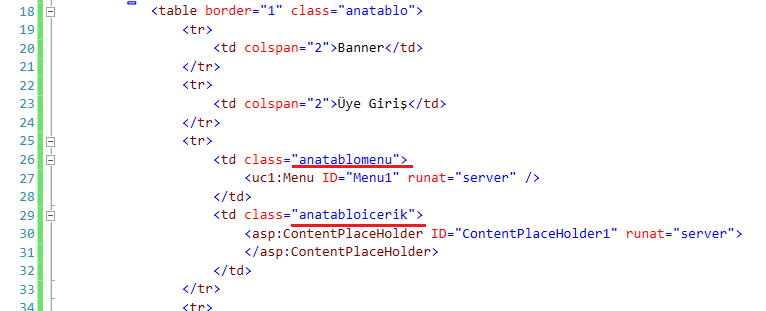 18 <table border="1" class="anatablo">
19 <tr>
20 <td colspan="2">Banner</td>
21 </tr>
22 <tr>
23 <td colspan="2">Üye Giriş</td>
24 </tr>
25 <tr>
26 <td class="anatablomenu">
27 <uc1:Menu ID="Menu1" runat="server" />
28 </td>
29 <td class="anatabloicerik">
30 <asp:ContentPlaceHolder ID="ContentPlaceHolder1" runat="server">
31 </asp:ContentPlaceHolder>
32 </td>
33 </tr>
34 <tr>